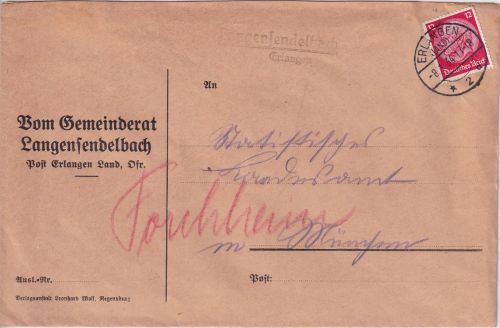 Langensendelbach
Erlangen
12
Deutsches Reich
ERLANGEN
2
An
Vom Gemeinderat
Langensendelbach
Post Erlangen Land, Ofr.
Statistisches
Landesamt
Forchheim
in München
Ausl.-Nr.
Post:
Verlagsanstalt Leonhard Wolf, Regensburg